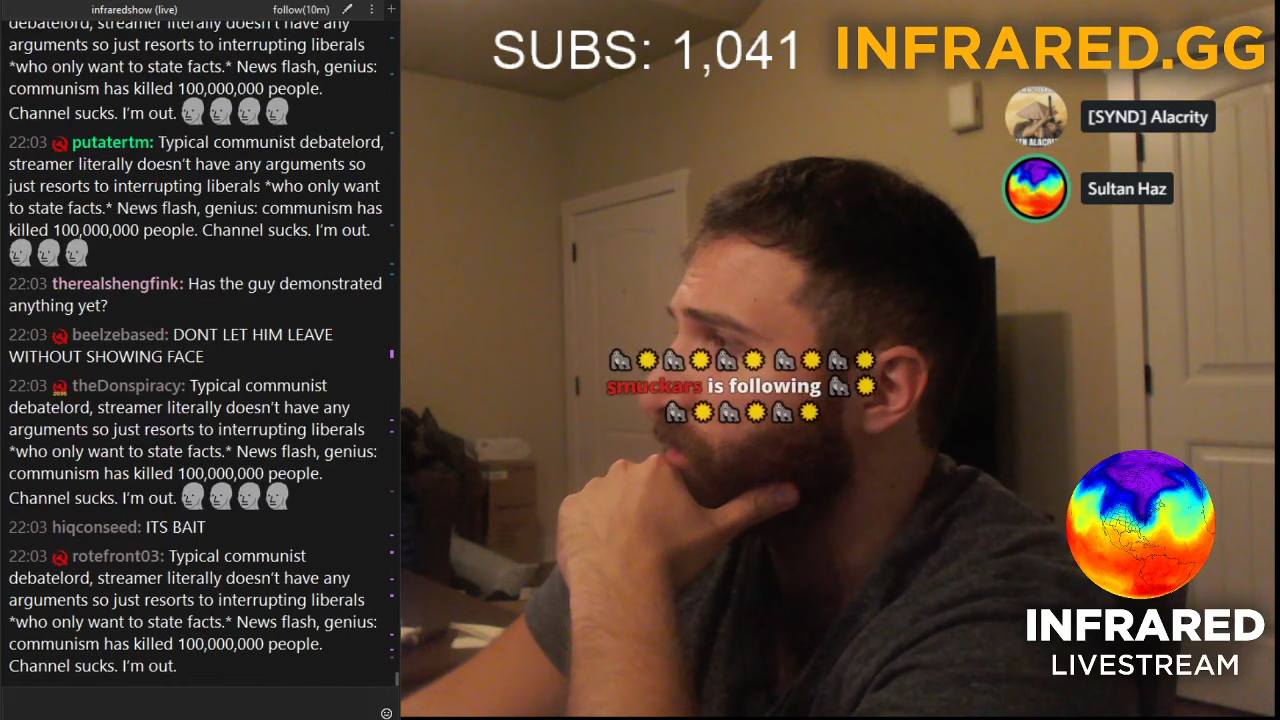 infraredshow (live)
follow(10m)
debatelord, streamer literally doesn't have any
arguments so just resorts to interrupting liberals
*who only want to state facts.* News flash, genius:
communism has killed 100,000,000 people.
Channel sucks. I'm out.
22:03 putatertm: Typical communist debatelord,
streamer literally doesn't have any arguments so
just resorts to interrupting liberals *who only want
to state facts.* News flash, genius: communism has
killed 100,000,000 people. Channel sucks. I'm out.
22:03 therealshengfink: Has the guy demonstrated
anything yet?
22:03 beelzebased: DONT LET HIM LEAVE
WITHOUT SHOWING FACE
22:03 theDonspiracy: Typical communist
debatelord, streamer literally doesn't have any
arguments so just resorts to interrupting liberals
*who only want to state facts.* News flash, genius:
communism has killed 100,000,000 people.
Channel sucks. I'm out.
22:03 hiqconseed: ITS BAIT
22:03 rotefront03: Typical communist
debatelord, streamer literally doesn't have any
arguments so just resorts to interrupting liberals
*who only want to state facts.* News flash, genius:
communism has killed 100,000,000 people.
Channel sucks. I'm out.
SUBS: 1,041
INFRARED.GG
[SYND] Alacrity
Sultan Haz
smuckars is following
INFRARED
LIVESTREAM